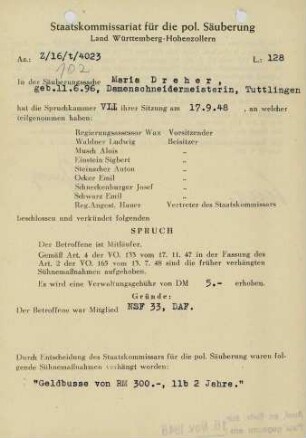 Staatskommissariat für die pol. Säuberung
Land Württemberg-Hohenzollern
Az.: Z/16/t/4023 L.: 128
102
In der Säuberungssache Maria Dreher,
geb.11.6.96, Damenschneidermeisterin, Tuttlingen
hat die Spruchkammer VII ihrer Sitzung am 17.9.48, an welcher
teilgenommen haben:
Regierungsassessor Wax Vorsitzender
Waldner Ludwig Beisitzer
Musch Alois "
Einstein Sigbert "
Steinacher Anton "
Ocker Emil "
Schneckenburger Josef "
Schwarz Emil "
Reg.Angest. Hauer Vertreter des Staatskommissars
beschlossen und verkündet folgenden
SPRUCH
Der Betroffene ist Mitläufer.
Gemäß Art. 4 der VO 133 vom 17. 11. 47 in der Fassung des
Art. 2 der VO. 165 vom 13. 7. 48 sind die früher verhängten
Sühnemaßnahmen aufgehoben.
Es wird eine Verwaltungsgebühr von DM 5.- erhoben.
Gründe:
Der Betroffene war Mitglied NSF 33, DAF.
Durch Entscheidung des Staatskommissars für die pol. Säuberung waren fol-
gende Sühnemaßnahmen verhängt worden:
"Geldbusse von RM 300.-, 11b 2 Jahre."